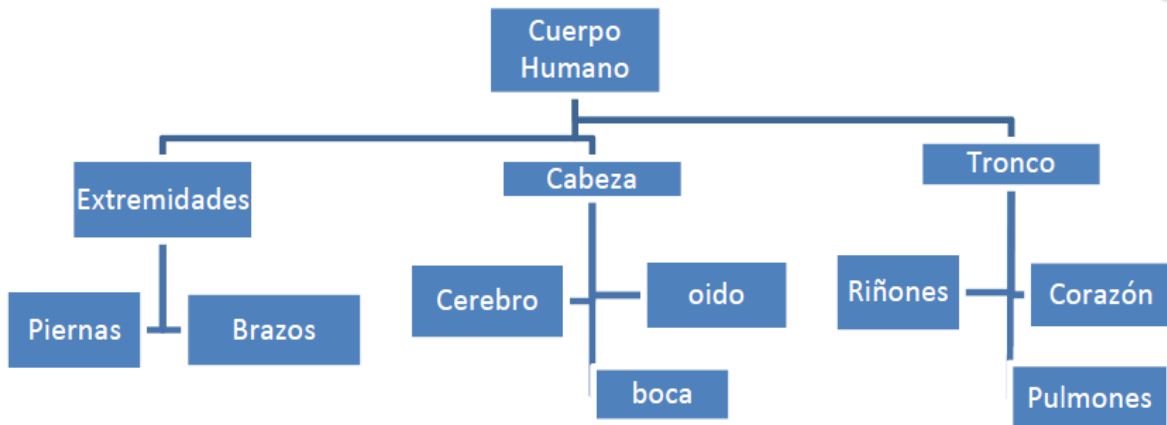 Cuerpo
Humano
Extremidades
Cabeza
Tronco
Piernas
Brazos
Cerebro
oido
boca
Riñones
Corazón
Pulmones